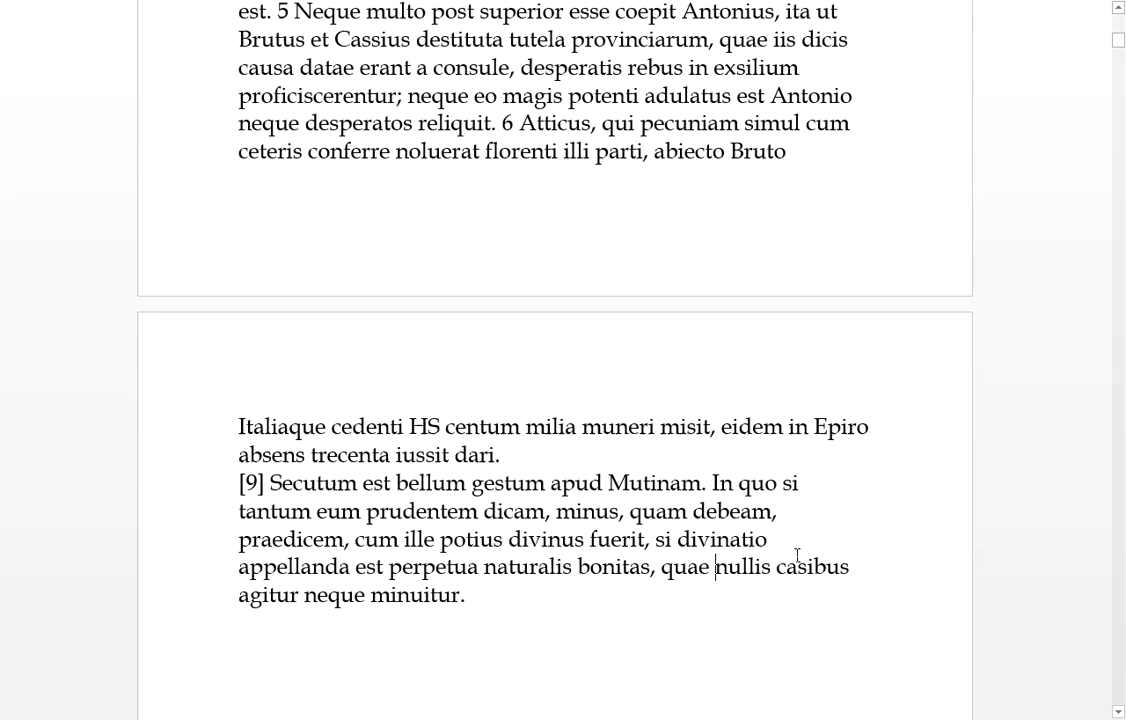 est. 5 Neque multo post superior esse coepit Antonius, ita ut
Brutus et Cassius destituta tutela provinciarum, quae iis dicis
causa datae erant a consule, desperatis rebus in exsilium
proficiscerentur; neque eo magis potenti adulatus est Antonio
neque desperatos reliquit. 6 Atticus, qui pecuniam simul cum
ceteris conferre noluerat florenti illi parti, abiecto Bruto
Italiaque cedenti HS centum milia muneri misit, eidem in Epiro
absens trecenta iussit dari.
[9] Secutum est bellum gestum apud Mutinam. In quo si
tantum eum prudentem dicam, minus, quam debeam,
praedicem, cum ille potius divinus fuerit, si divinatio
appellanda est perpetua naturalis bonitas, quae nullis casibus
agitur neque minuitur.